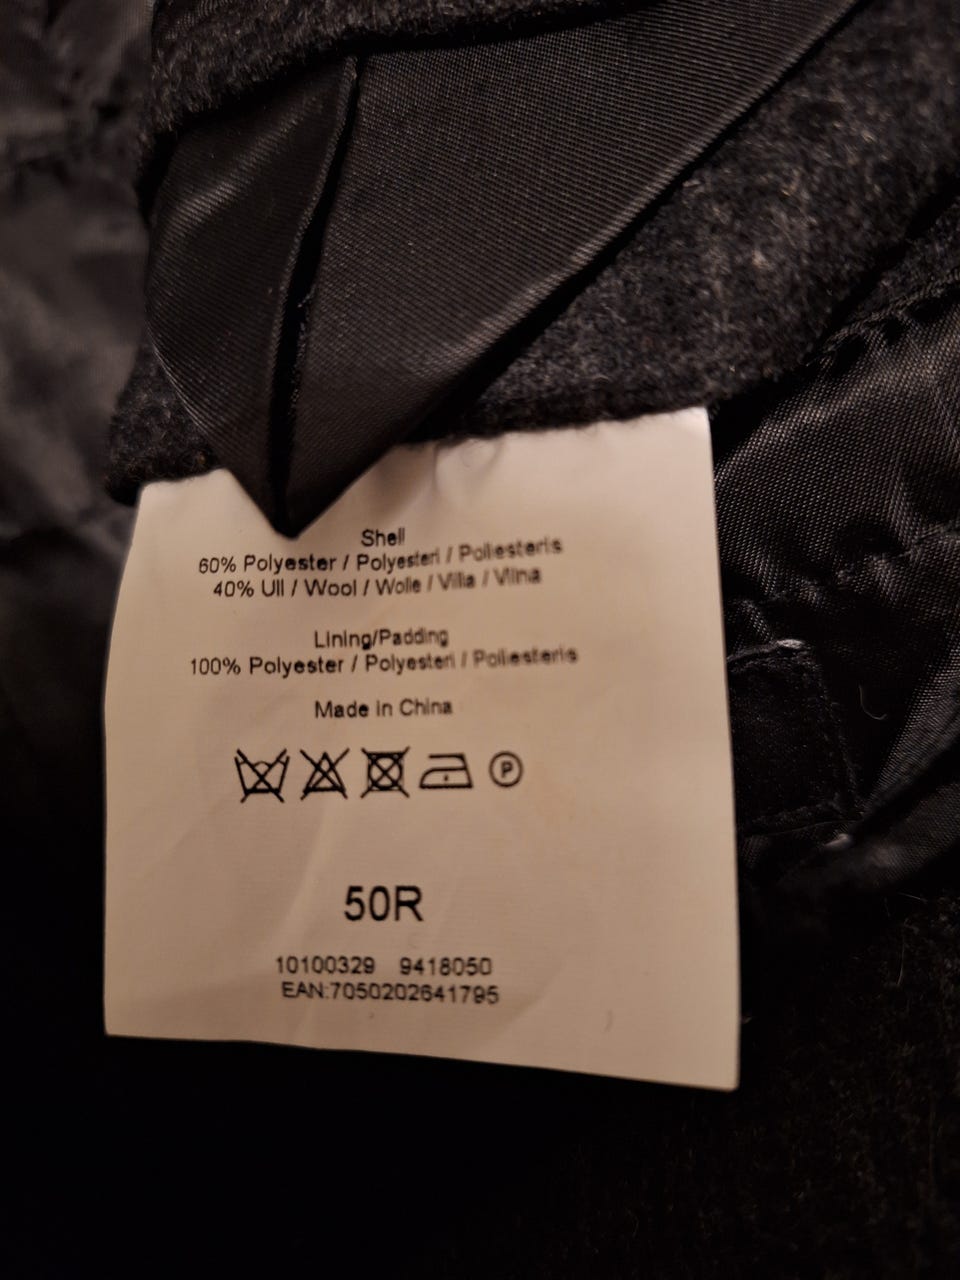 Shell
60% Polyester / Polyesteri / Poliesteris
40% Ull / Wool / Wolle / Villa / Vilna
Lining/Padding
100% Polyester / Polyesteri / Poliesteris
Made in China
P
50R
10100329 9418050
EAN:7050202641795